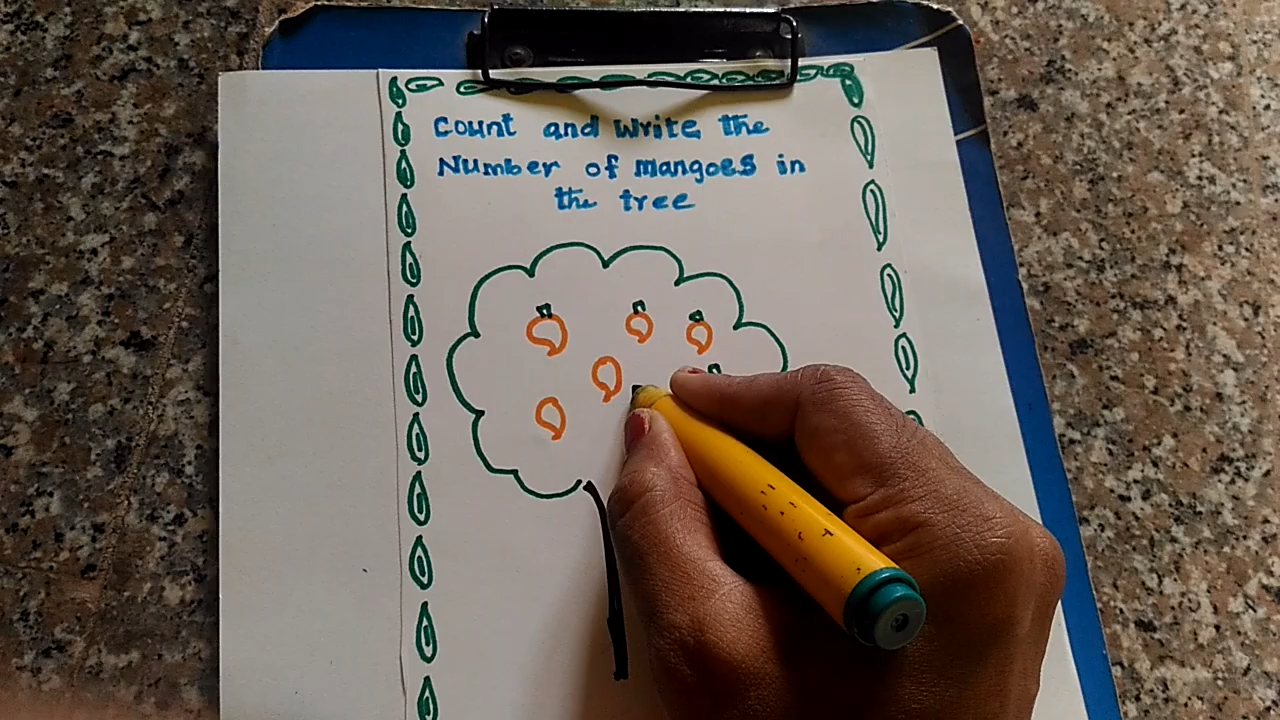 Count and Write the
Number of mangoes in
the tree